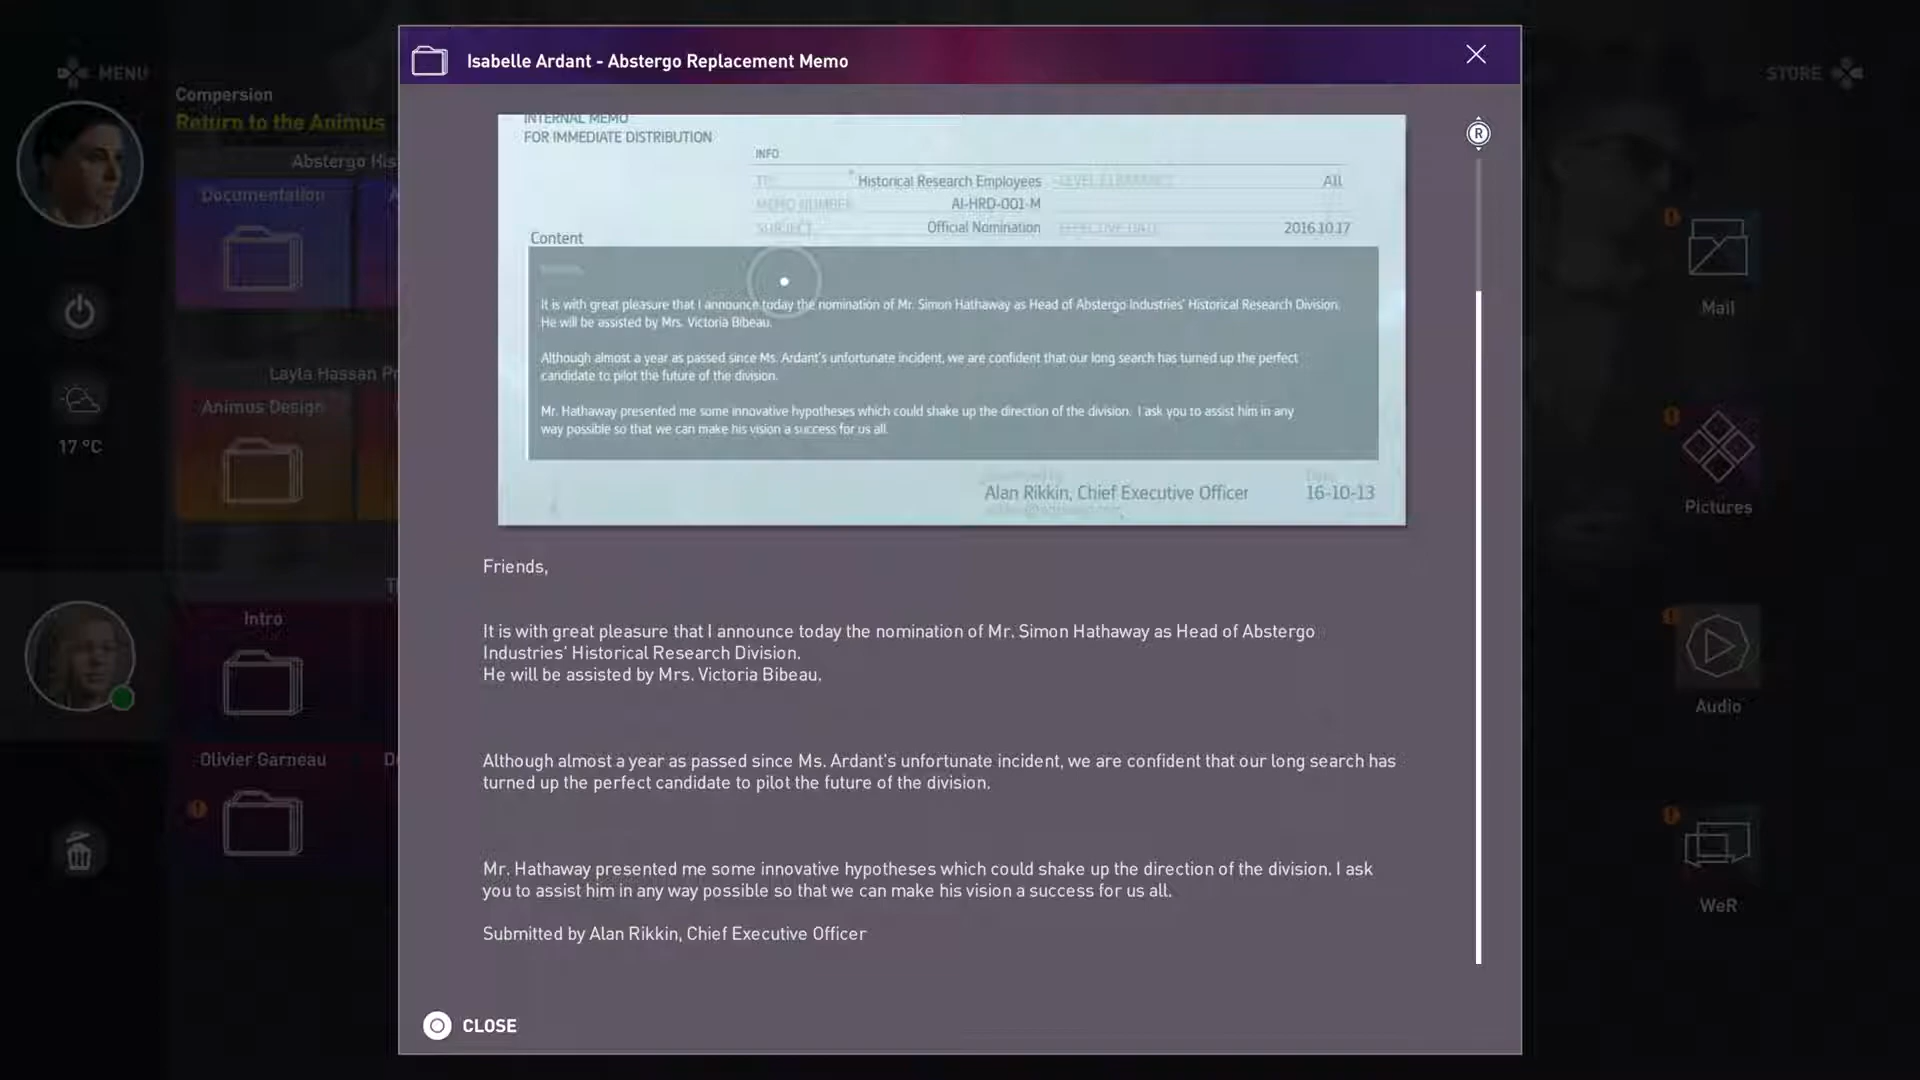 Isabelle Ardant - Abstergo Replacement Memo
MENU
STORE
Compersion
Return to the Animus
Abstergo His
Documentation
Layla Hassan Pr
Animus Design
17 °C
Intro
Olivier Garneau
INTERNAL MEMO
FOR IMMEDIATE DISTRIBUTION
INFO
Historical Research Employees All
MEMO NUMBER AI-HRD-001-M
SUBJECT Official Nomination EFFECTIVE DATE 2016.10.17
Content
It is with great pleasure that I announce today the nomination of Mr. Simon Hathaway as Head of Abstergo Industries' Historical Research Division.
He will be assisted by Mrs. Victoria Bibeau.
Although almost a year as passed since Ms. Ardant's unfortunate incident, we are confident that our long search has turned up the perfect
candidate to pilot the future of the division.
Mr. Hathaway presented me some innovative hypotheses which could shake up the direction of the division. I ask you to assist him in any
way possible so that we can make his vision a success for us all.
Alan Rikkin, Chief Executive Officer 16-10-13
R
Friends,
It is with great pleasure that I announce today the nomination of Mr. Simon Hathaway as Head of Abstergo
Industries' Historical Research Division.
He will be assisted by Mrs. Victoria Bibeau.
Although almost a year as passed since Ms. Ardant's unfortunate incident, we are confident that our long search has
turned up the perfect candidate to pilot the future of the division.
Mr. Hathaway presented me some innovative hypotheses which could shake up the direction of the division. I ask
you to assist him in any way possible so that we can make his vision a success for us all.
Submitted by Alan Rikkin, Chief Executive Officer
CLOSE
Mail
Pictures
Audio
WeR